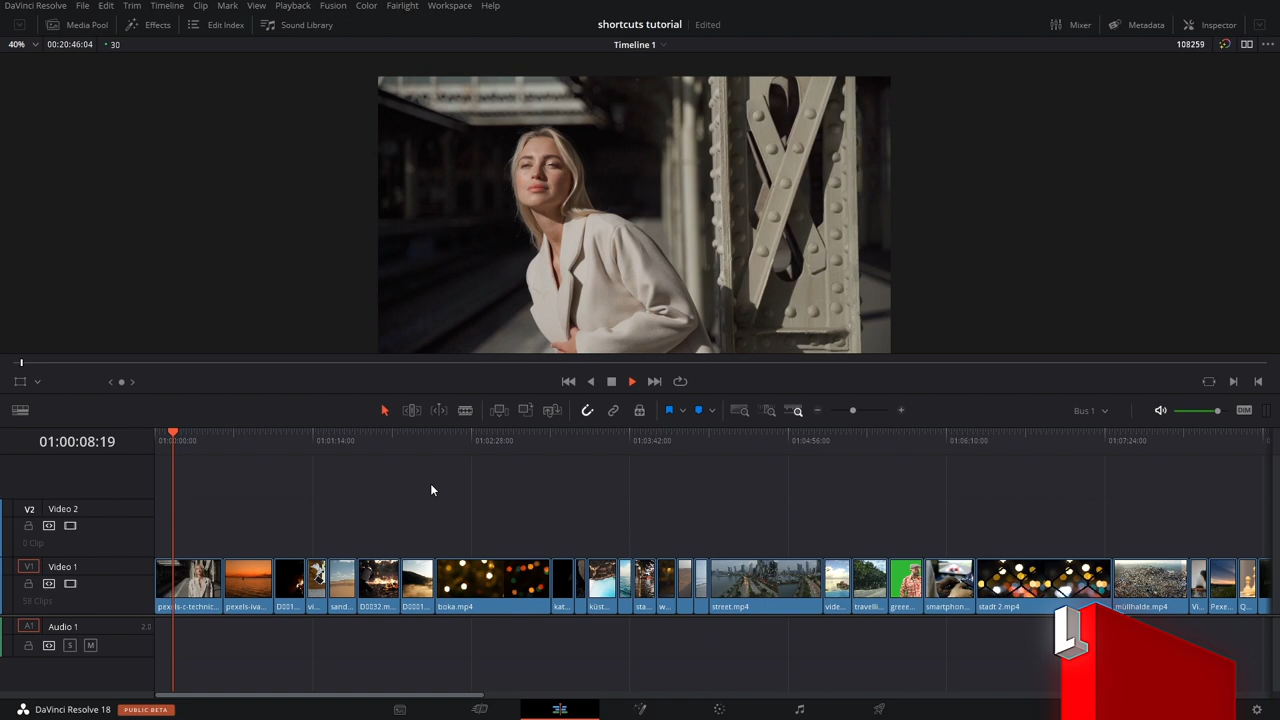 DaVinci Resolve File Edit Trim Timeline Clip Mark View Playback Fusion Color Fairlight Workspace Help
Media Pool Effects Edit Index Sound Library shortcuts tutorial Edited Mixer Metadata Inspector
40% 00:20:46:04 30 Timeline 1 108259
Bus 1 DIM
01:00:08:19 01:00:00:00 01:01:14:00 01:02:28:00 01:03:42:00 01:04:56:00 01:06:10:00 01:07:24:00
V2 Video 2
0 Clip
V1 Video 1
58 Clips
pexels-c-technic... pexels-iva... D001... vi... sand... D0032.m... D0001... boka.mp4 kat... küst... sta... w... street.mp4 vide... travelli... greee... smartphon... stadt 2.mp4 müllhalde.mp4 Vi... Pexe... Q...
A1 Audio 1 2.0
S M
L
DaVinci Resolve 18 PUBLIC BETA